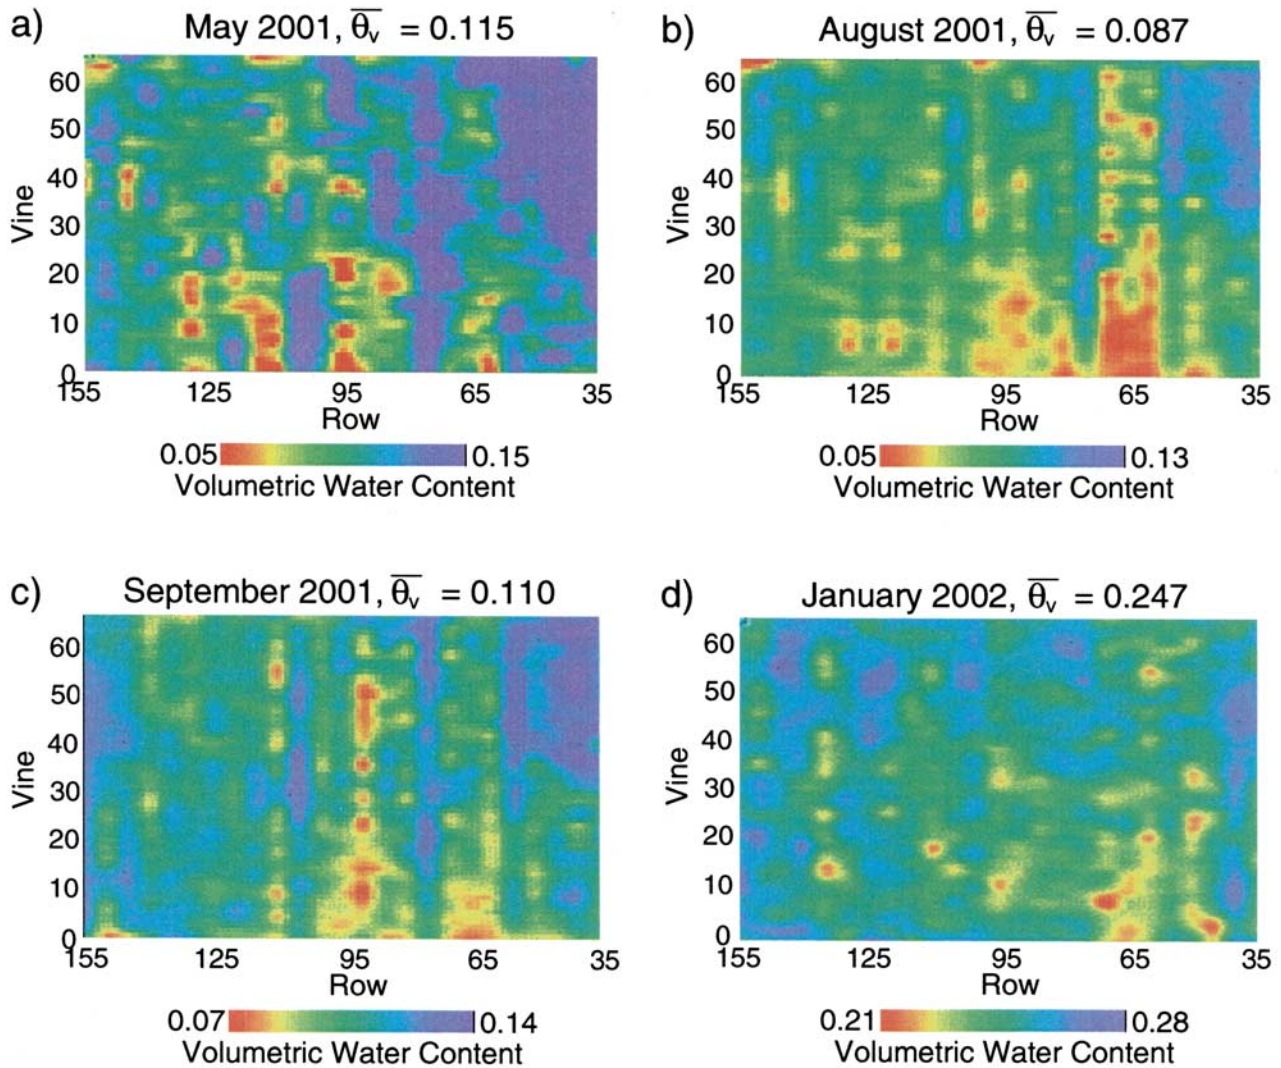 a) May 2001, θv = 0.115
60
50
40
30
20
10
0
Vine
155 125 95 65 35
Row
0.05 0.15
Volumetric Water Content
b) August 2001, θv = 0.087
60
50
40
30
20
10
0
Vine
155 125 95 65 35
Row
0.05 0.13
Volumetric Water Content
c) September 2001, θv = 0.110
60
50
40
30
20
10
0
Vine
155 125 95 65 35
Row
0.07 0.14
Volumetric Water Content
d) January 2002, θv = 0.247
60
50
40
30
20
10
0
Vine
155 125 95 65 35
Row
0.21 0.28
Volumetric Water Content